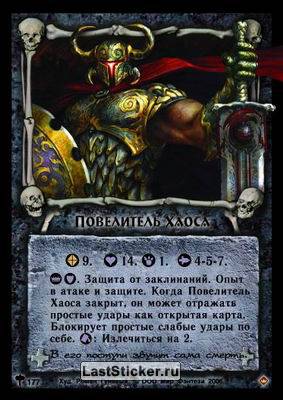 Повелитель Хаоса
9. 14. 1. 4-5-7.
Защита от заклинаний. Опыт
в атаке и защите. Когда Повелитель
Хаоса закрыт, он может отражать
простые удары как открытая карта.
Блокирует простые слабые удары по
себе. : Излечиться на 2.
В его поступи звучит сама смерть.
177
Худ. Роман ООО Мир Фэнтези 2006
LastSticker.ru